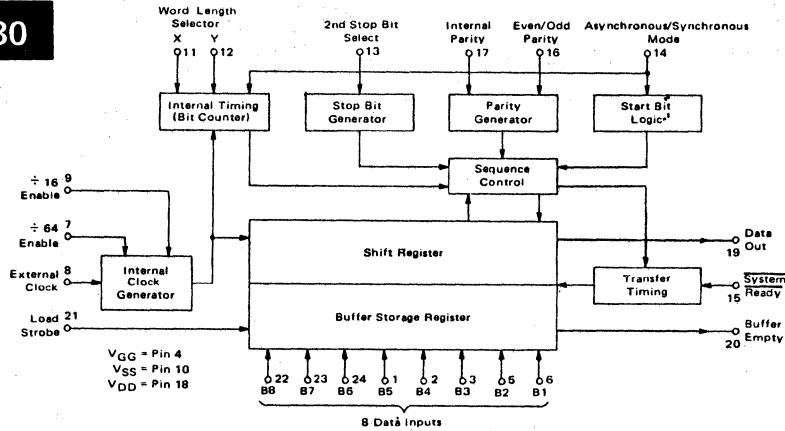 30
Word Length
Selector
X Y
11 12
2nd Stop Bit
Select
13
Internal
Parity
17
Even/Odd
Parity
16
Asynchronous/Synchronous
Mode
14
Internal Timing
(Bit Counter)
Stop Bit
Generator
Parity
Generator
Start Bit
Logic
Sequence
Control
÷ 16 9
Enable
÷ 64 7
Enable
External 8
Clock
Internal
Clock
Generator
Load 21
Strobe
Shift Register
Buffer Storage Register
Transfer
Timing
Data
Out
19
System
Ready
15
Buffer
Empty
20
VGG = Pin 4
VSS = Pin 10
VDD = Pin 18
22 23 24 1 2 3 5 6
B8 B7 B6 B5 B4 B3 B2 B1
8 Data Inputs